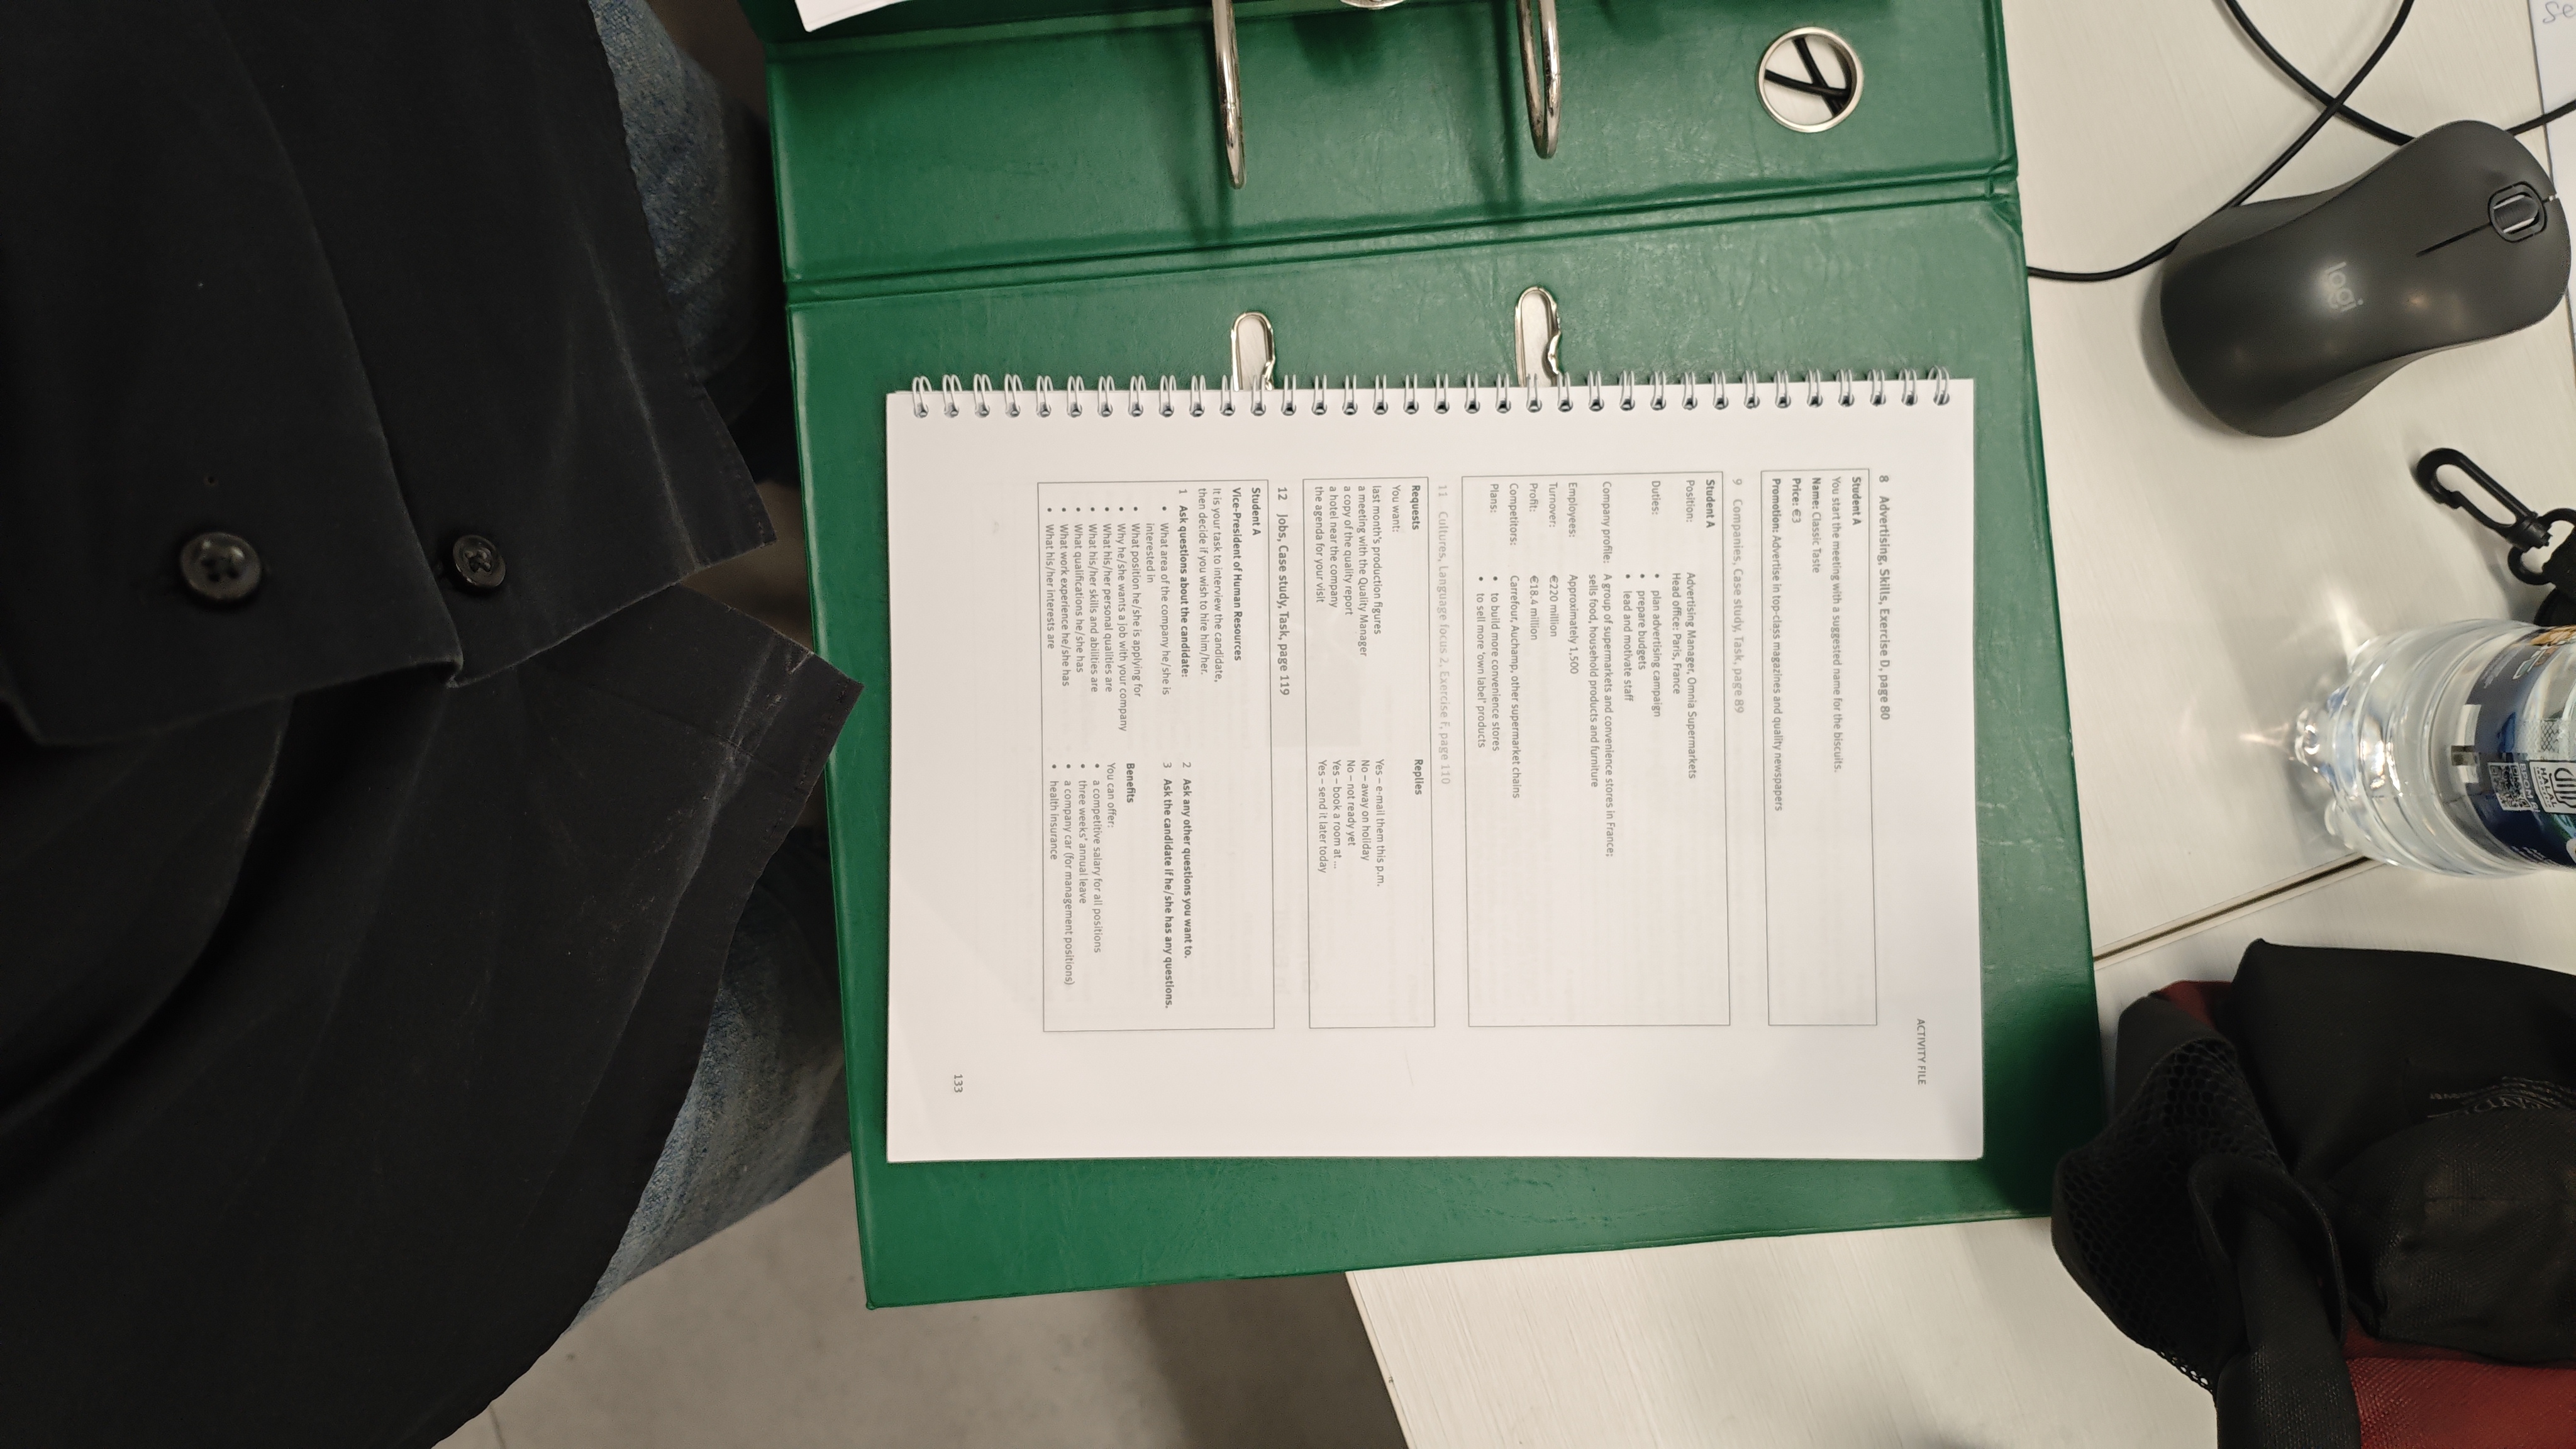 ACTIVITY FILE
8 Advertising, Skills, Exercise D, page 80
Student A
You start the meeting with a suggested name for the biscuits.
Name: Classic Taste
Price: €3
Promotion: Advertise in top-class magazines and quality newspapers
9 Companies, Case study, Task, page 89
Student A
Position: Advertising Manager, Omnia Supermarkets
Head office: Paris, France
Duties: • plan advertising campaign
• prepare budgets
• lead and motivate staff
Company profile: A group of supermarkets and convenience stores in France;
sells food, household products and furniture
Employees: Approximately 1,500
Turnover: €220 million
Profit: €18.4 million
Competitors: Carrefour, Auchamp, other supermarket chains
Plans: • to build more convenience stores
• to sell more 'own label' products
11 Cultures, Language focus 2, Exercise F, page 110
Requests Replies
You want:
last month's production figures Yes – e-mail them this p.m.
a meeting with the Quality Manager No – away on holiday
a copy of the quality report No – not ready yet
a hotel near the company Yes – book a room at ...
the agenda for your visit Yes – send it later today
12 Jobs, Case study, Task, page 119
Student A
Vice-President of Human Resources
It is your task to interview the candidate,
then decide if you wish to hire him/her.
1 Ask questions about the candidate:
• What area of the company he/she is
interested in
• What position he/she is applying for
• Why he/she wants a job with your company
• What his/her personal qualities are
• What his/her skills and abilities are
• What qualifications he/she has
• What work experience he/she has
• What his/her interests are
2 Ask any other questions you want to.
3 Ask the candidate if he/she has any questions.
Benefits
You can offer:
• a competitive salary for all positions
• three weeks' annual leave
• a company car (for management positions)
• health insurance
133
logi
HALAL